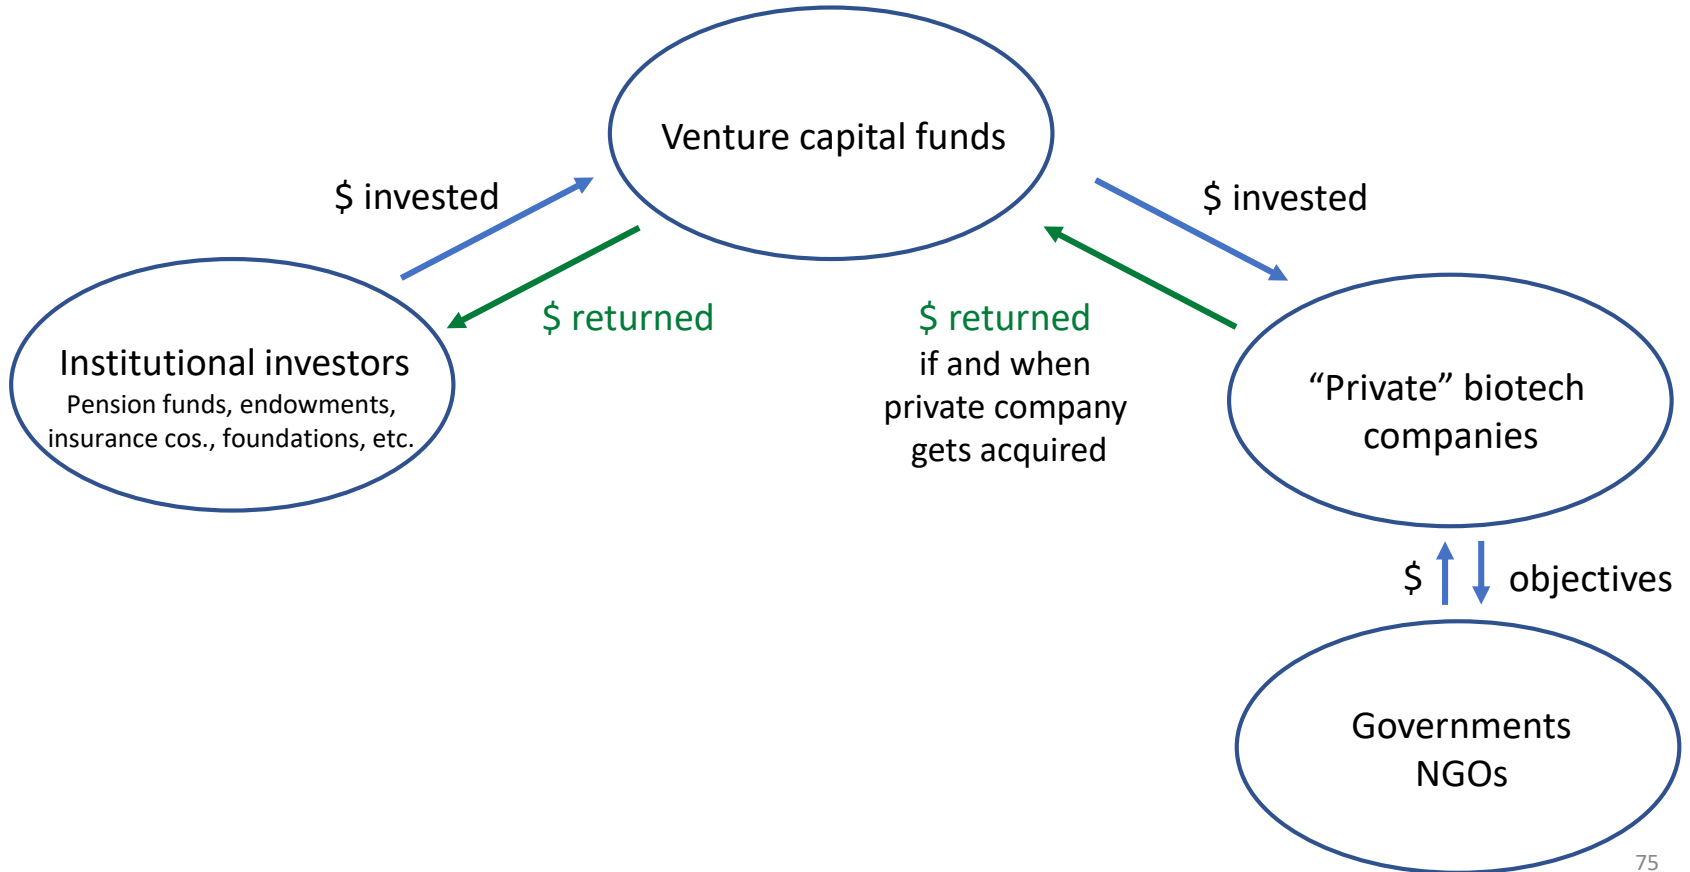 Venture capital funds
$ invested
$ invested
$ returned
$ returned
if and when
private company
gets acquired
Institutional investors
Pension funds, endowments,
insurance cos., foundations, etc.
“Private” biotech
companies
$
objectives
Governments
NGOs
75